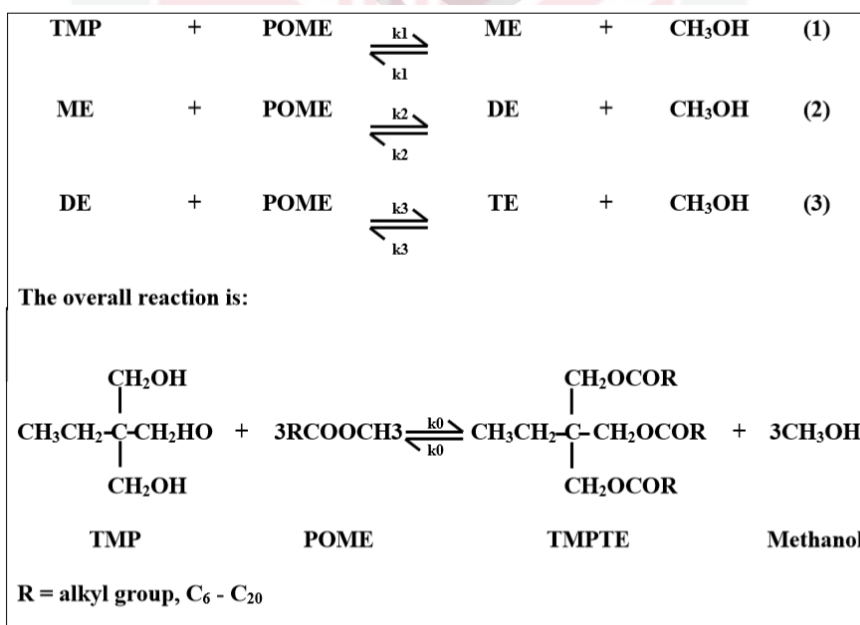 TMP + POME k1 ME + CH₃OH (1)
k1
ME + POME k2 DE + CH₃OH (2)
k2
DE + POME k3 TE + CH₃OH (3)
k3
The overall reaction is:
CH₂OH CH₂OCOR
CH₃CH₂-C-CH₂HO + 3RCOOCH3 k0 CH₃CH₂-C-CH₂OCOR + 3CH₃OH
k0
CH₂OH CH₂OCOR
TMP POME TMPTE Methanol
R = alkyl group, C₆ - C₂₀